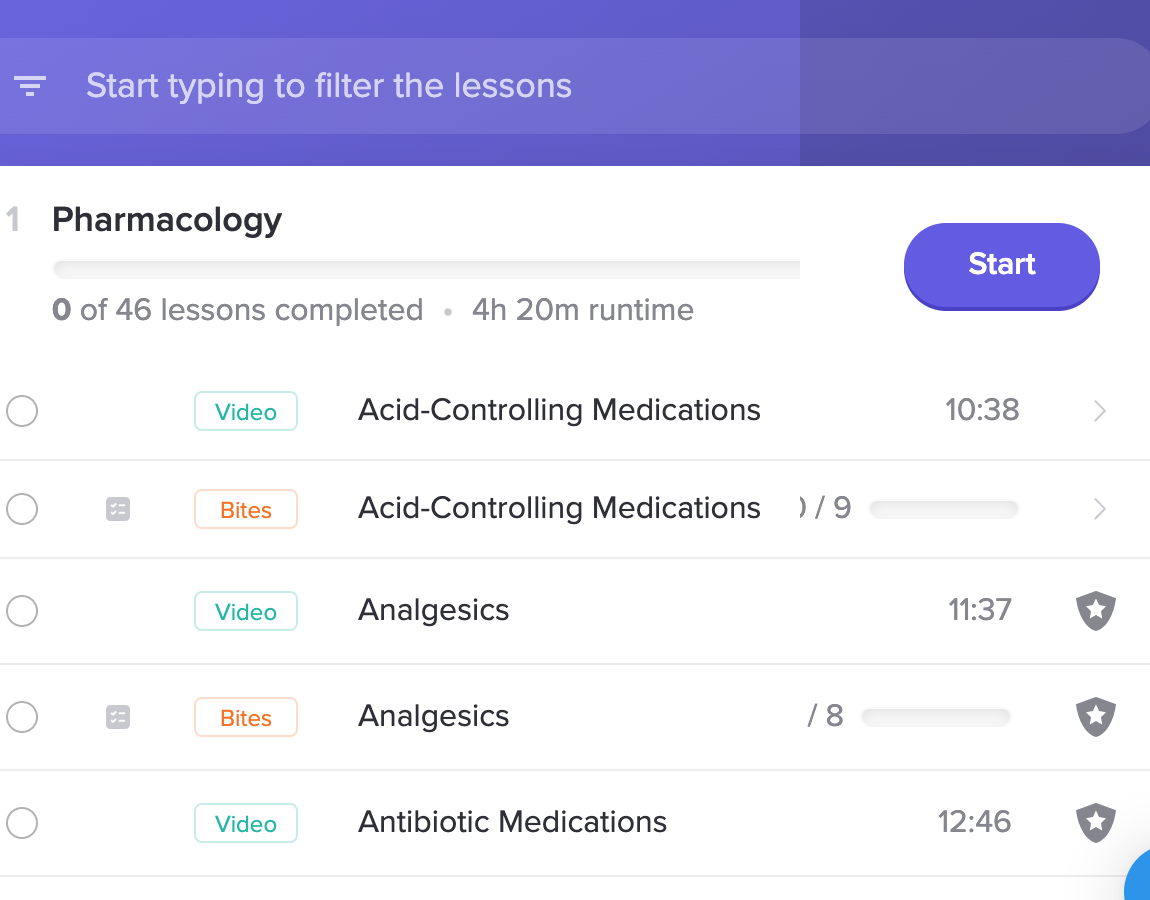 Start typing to filter the lessons
1 Pharmacology
Start
0 of 46 lessons completed • 4h 20m runtime
Video Acid-Controlling Medications 10:38
Bites Acid-Controlling Medications / 9
Video Analgesics 11:37
Bites Analgesics / 8
Video Antibiotic Medications 12:46